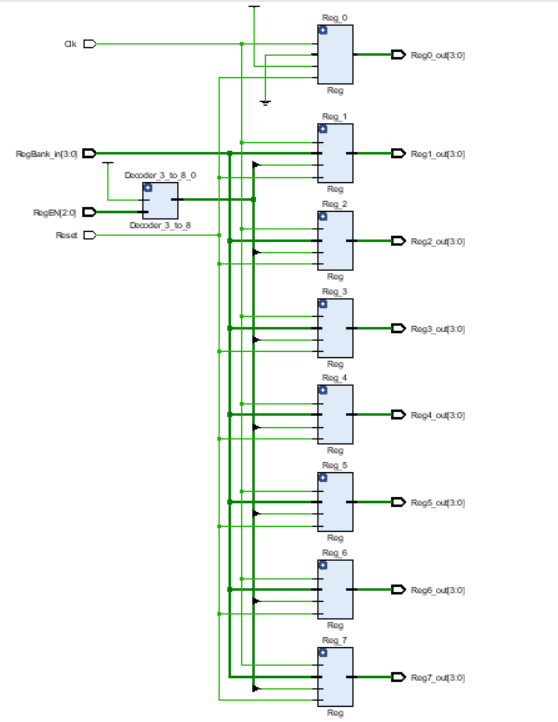 Reg_0
Clk
Reg0_out[3:0]
Reg
Reg_1
RegBank_in[3:0]
Reg1_out[3:0]
Decoder_3_to_8_0
Reg
RegEN[2:0]
Reg_2
Decoder_3_to_8
Reset
Reg2_out[3:0]
Reg
Reg_3
Reg3_out[3:0]
Reg
Reg_4
Reg4_out[3:0]
Reg
Reg_5
Reg5_out[3:0]
Reg
Reg_6
Reg6_out[3:0]
Reg
Reg_7
Reg7_out[3:0]
Reg